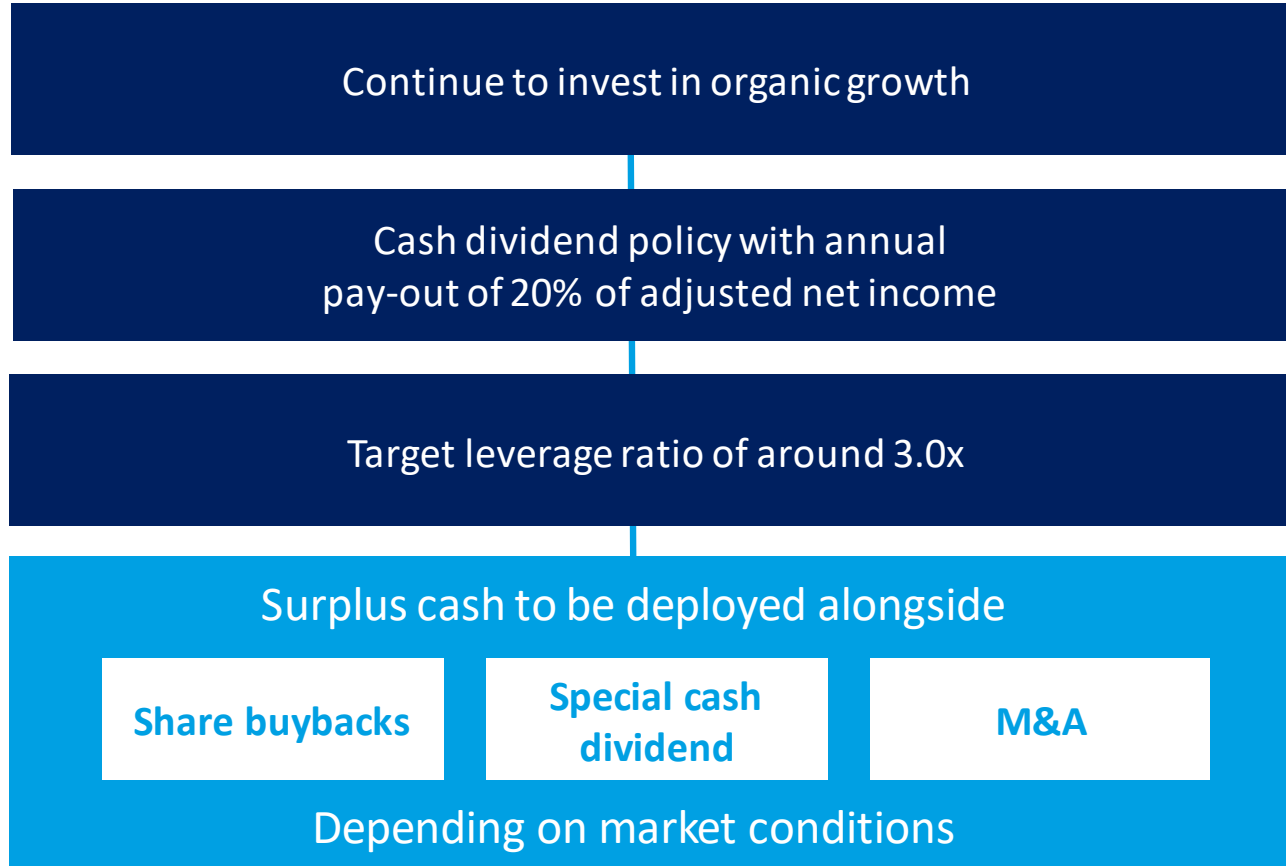 Continue to invest in organic growth
Cash dividend policy with annual
pay-out of 20% of adjusted net income
Target leverage ratio of around 3.0x
Surplus cash to be deployed alongside
Share buybacks
Special cash
dividend
M&A
Depending on market conditions